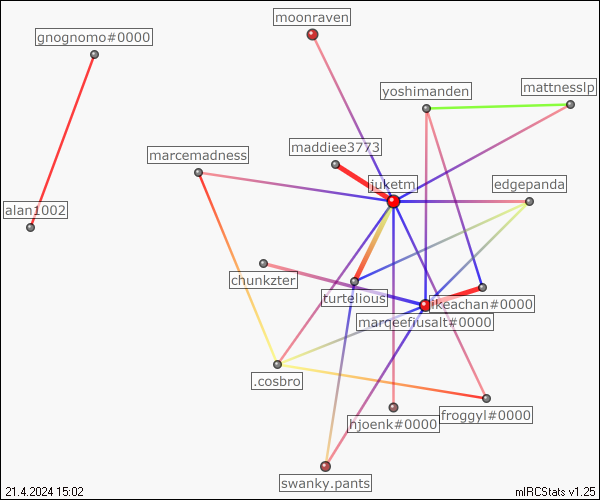 moonraven
gnognomo#0000
yoshimanden
mattnesslp
maddiee3773
marcemadness
juketm
edgepanda
alan1002
chunkzter
turtelious
ikeachan#0000
marqeefiusalt#0000
.cosbro
froggyl#0000
hjoenk#0000
swanky.pants
21.4.2024 15:02
mIRCStats v1.25